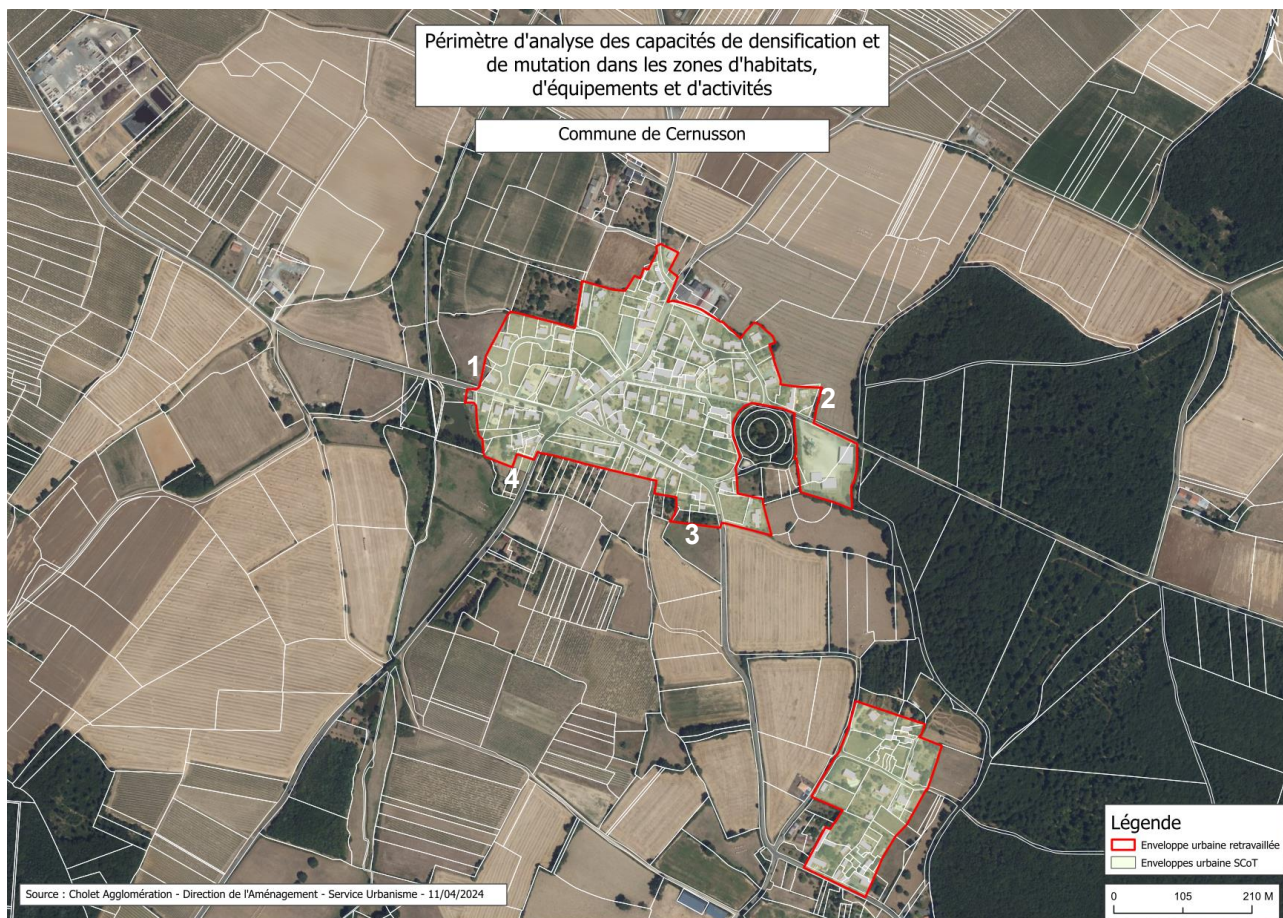 Périmètre d'analyse des capacités de densification et
de mutation dans les zones d'habitats,
d'équipements et d'activités
Commune de Cernusson
1
2
4
3
Légende
Enveloppe urbaine retravaillée
Enveloppes urbaine SCoT
0 105 210 M
Source : Cholet Agglomération - Direction de l'Aménagement - Service Urbanisme - 11/04/2024